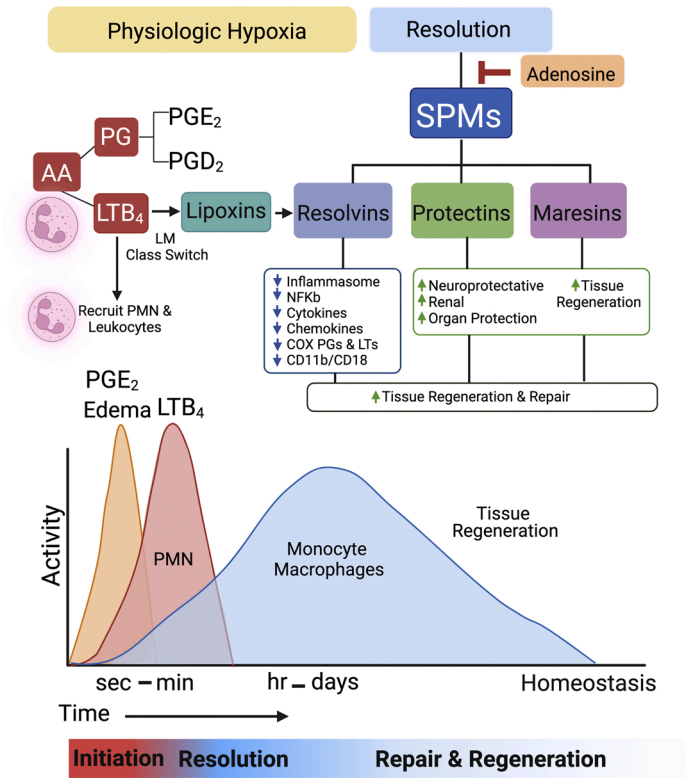 Physiologic Hypoxia
Resolution
Adenosine
SPMs
PGE2
PG
PGD2
AA
LTB4
Lipoxins
Resolvins
Protectins
Maresins
LM
Class Switch
Recruit PMN &
Leukocytes
Inflammasome
NFKb
Cytokines
Chemokines
COX PGs & LTs
CD11b/CD18
Neuroprotective
Renal
Organ Protection
Tissue
Regeneration
Tissue Regeneration & Repair
PGE2
Edema
LTB4
Activity
PMN
Monocyte
Macrophages
Tissue
Regeneration
sec – min
hr – days
Homeostasis
Time
Initiation
Resolution
Repair & Regeneration